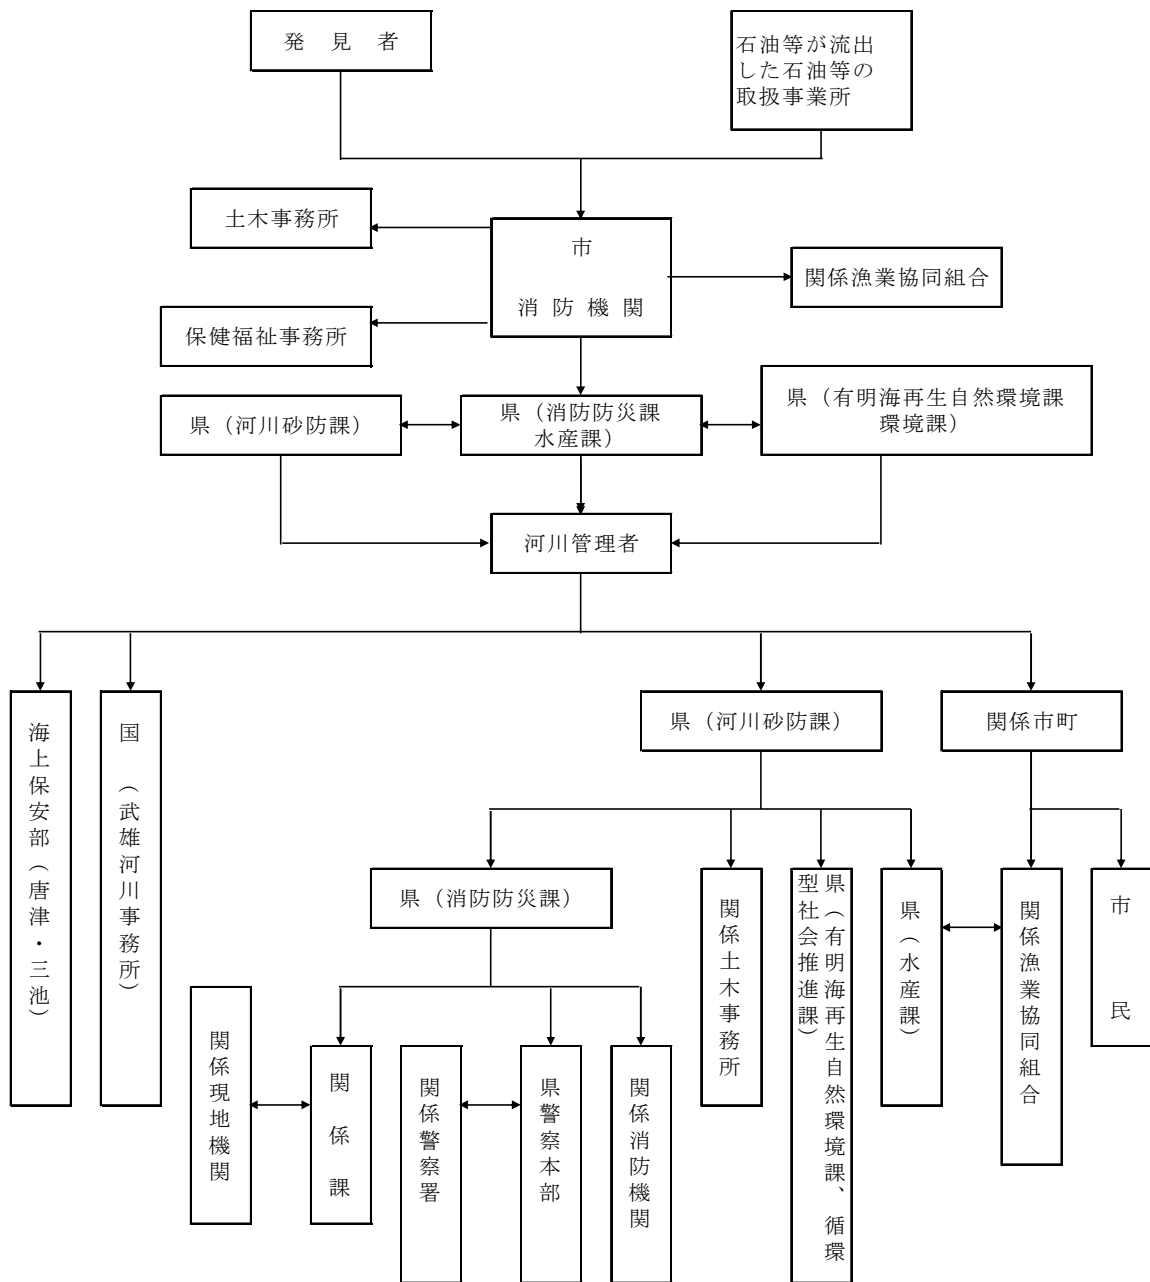 発 見 者
石油等が流出
した石油等の
取扱事業所
土木事務所
市
消 防 機 関
関係漁業協同組合
保健福祉事務所
県（河川砂防課）
県（消防防災課
水産課）
県（有明海再生自然環境課
環境課）
河川管理者
海上保安部（唐津・三池）
国 （武雄河川事務所）
県（河川砂防課）
関係市町
県（消防防災課）
関係土木事務所
県（有明海再生自然環境課、循環
型社会推進課）
県（水産課）
関係漁業協同組合
市 民
関係現地機関
関 係 課
関係警察署
県警察本部
関係消防機関